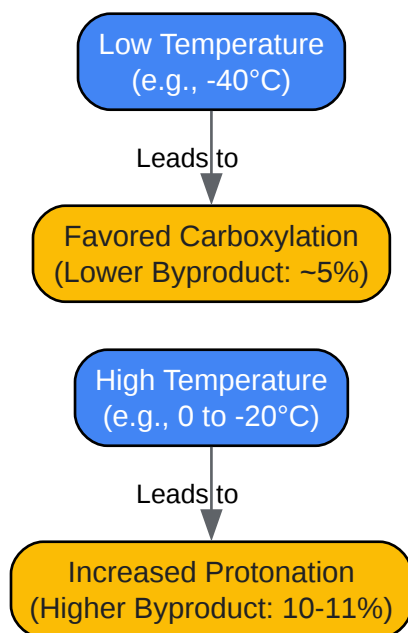 Low Temperature
(e.g., -40°C)
Leads to
Favored Carboxylation
(Lower Byproduct: ~5%)
High Temperature
(e.g., 0 to -20°C)
Leads to
Increased Protonation
(Higher Byproduct: 10-11%)